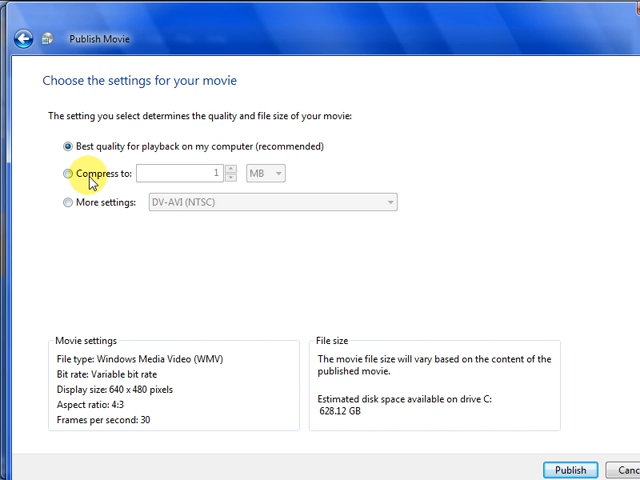 Publish Movie
Choose the settings for your movie
The setting you select determines the quality and file size of your movie:
Best quality for playback on my computer (recommended)
Compress to: 1 MB
More settings: DV-AVI (NTSC)
Movie settings
File type: Windows Media Video (WMV)
Bit rate: Variable bit rate
Display size: 640 x 480 pixels
Aspect ratio: 4:3
Frames per second: 30
File size
The movie file size will vary based on the content of the
published movie.
Estimated disk space available on drive C:
628.12 GB
Publish Canc